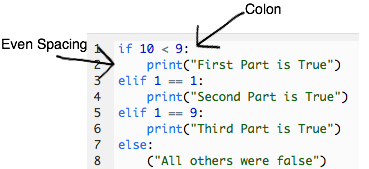 Colon
Even Spacing
1 if 10 < 9:
2     print("First Part is True")
3 elif 1 == 1:
4     print("Second Part is True")
5 elif 1 == 9:
6     print("Third Part is True")
7 else:
8     ("All others were false")